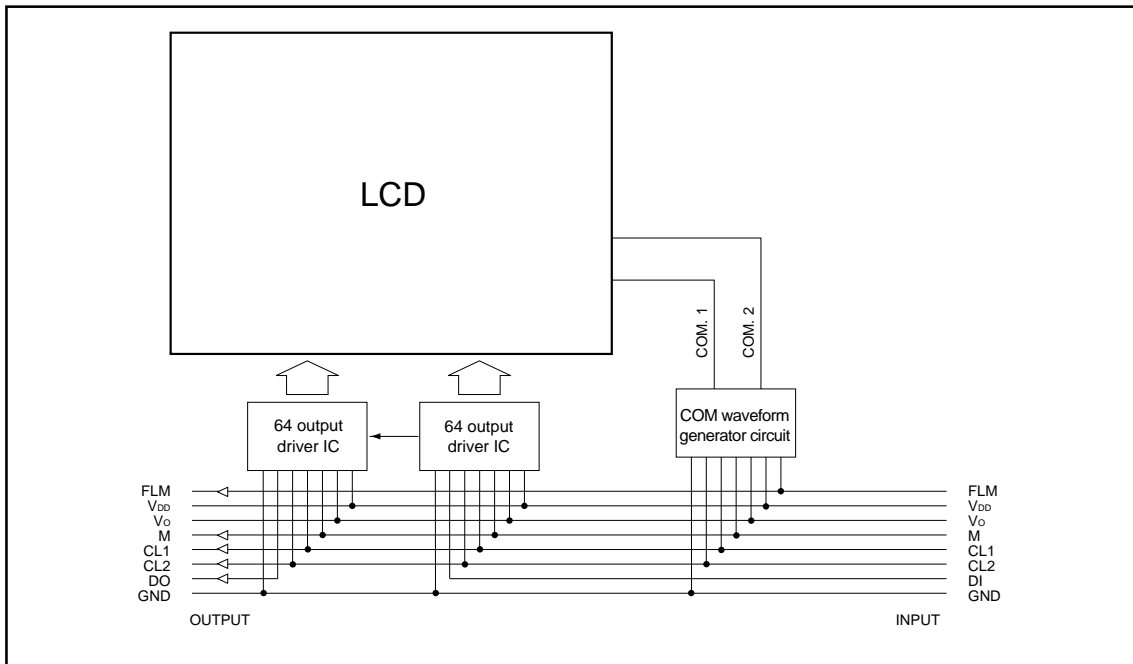 LCD
COM. 1
COM. 2
64 output
driver IC
64 output
driver IC
COM waveform
generator circuit
FLM
VDD
VO
M
CL1
CL2
DO
GND
FLM
VDD
VO
M
CL1
CL2
DI
GND
OUTPUT
INPUT